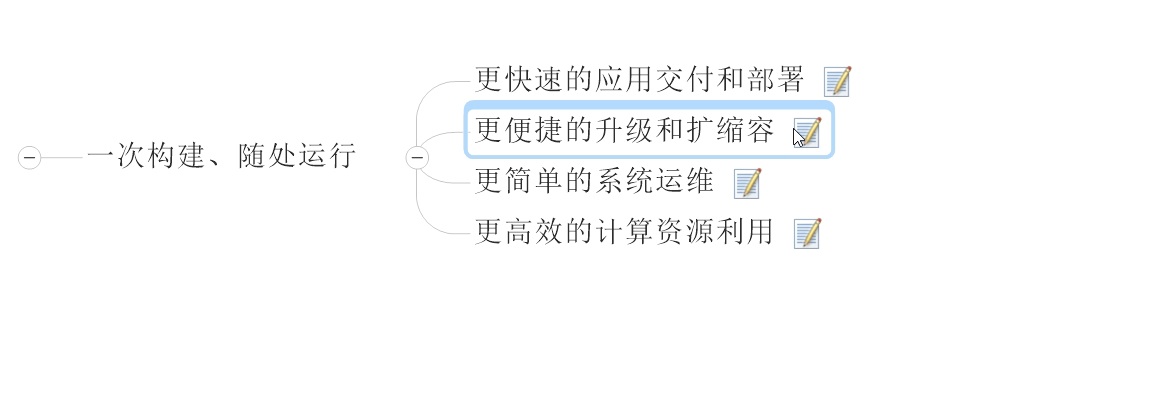 一次构建、随处运行
更快速的应用交付和部署
更便捷的升级和扩缩容
更简单的系统运维
更高效的计算资源利用